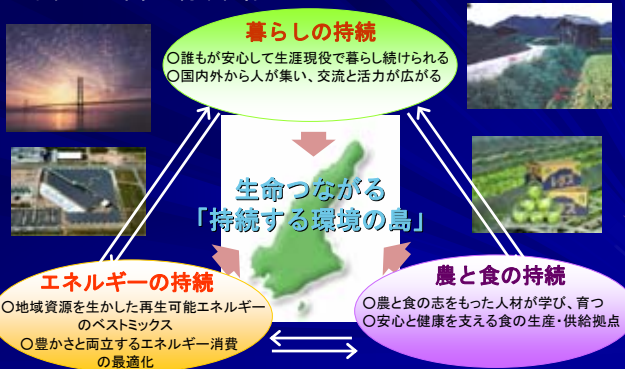 暮らしの持続
〇誰もが安心して生涯現役で暮らし続けられる
〇国内外から人が集い、交流と活力が広がる
生命つながる
「持続する環境の島」
エネルギーの持続
〇地域資源を生かした再生可能エネルギー
のベストミックス
〇豊かさと両立するエネルギー消費
の最適化
農と食の持続
〇農と食の志をもった人材が学び、育つ
〇安心と健康を支える食の生産・供給拠点